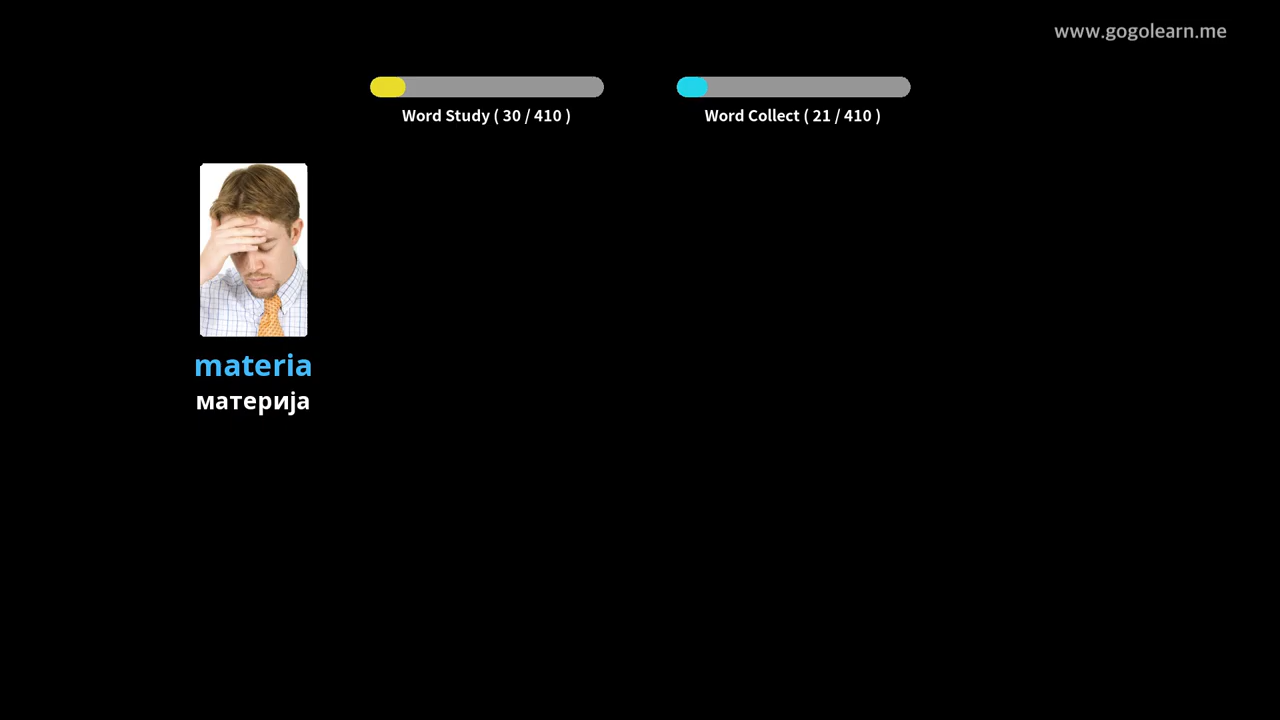 www.gogolearn.me
Word Study ( 30 / 410 )
Word Collect ( 21 / 410 )
materia
материја